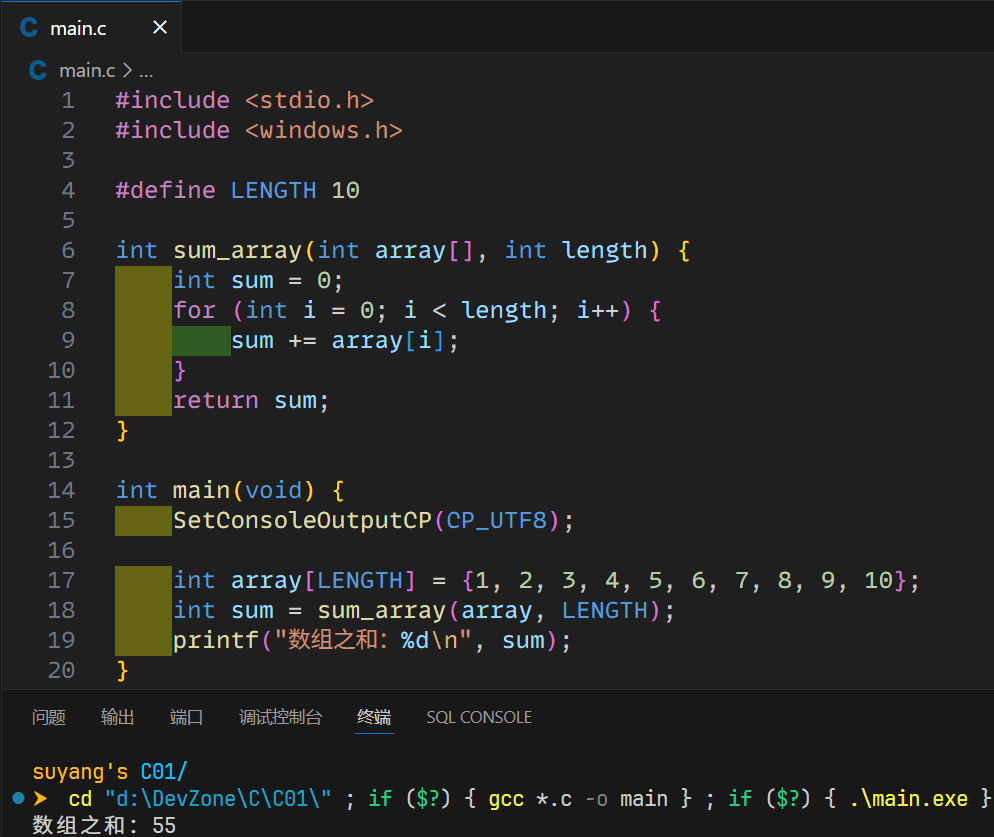 C main.c ×
C main.c > ...
1 #include <stdio.h>
2 #include <windows.h>
3
4 #define LENGTH 10
5
6 int sum_array(int array[], int length) {
7     int sum = 0;
8     for (int i = 0; i < length; i++) {
9         sum += array[i];
10     }
11     return sum;
12 }
13
14 int main(void) {
15     SetConsoleOutputCP(CP_UTF8);
16
17     int array[LENGTH] = {1, 2, 3, 4, 5, 6, 7, 8, 9, 10};
18     int sum = sum_array(array, LENGTH);
19     printf("数组之和：%d\n", sum);
20 }
问题 输出 端口 调试控制台 终端 SQL CONSOLE
suyang's C01/
cd "d:\DevZone\C\C01\" ; if ($?) { gcc *.c -o main } ; if ($?) { .\main.exe }
数组之和：55